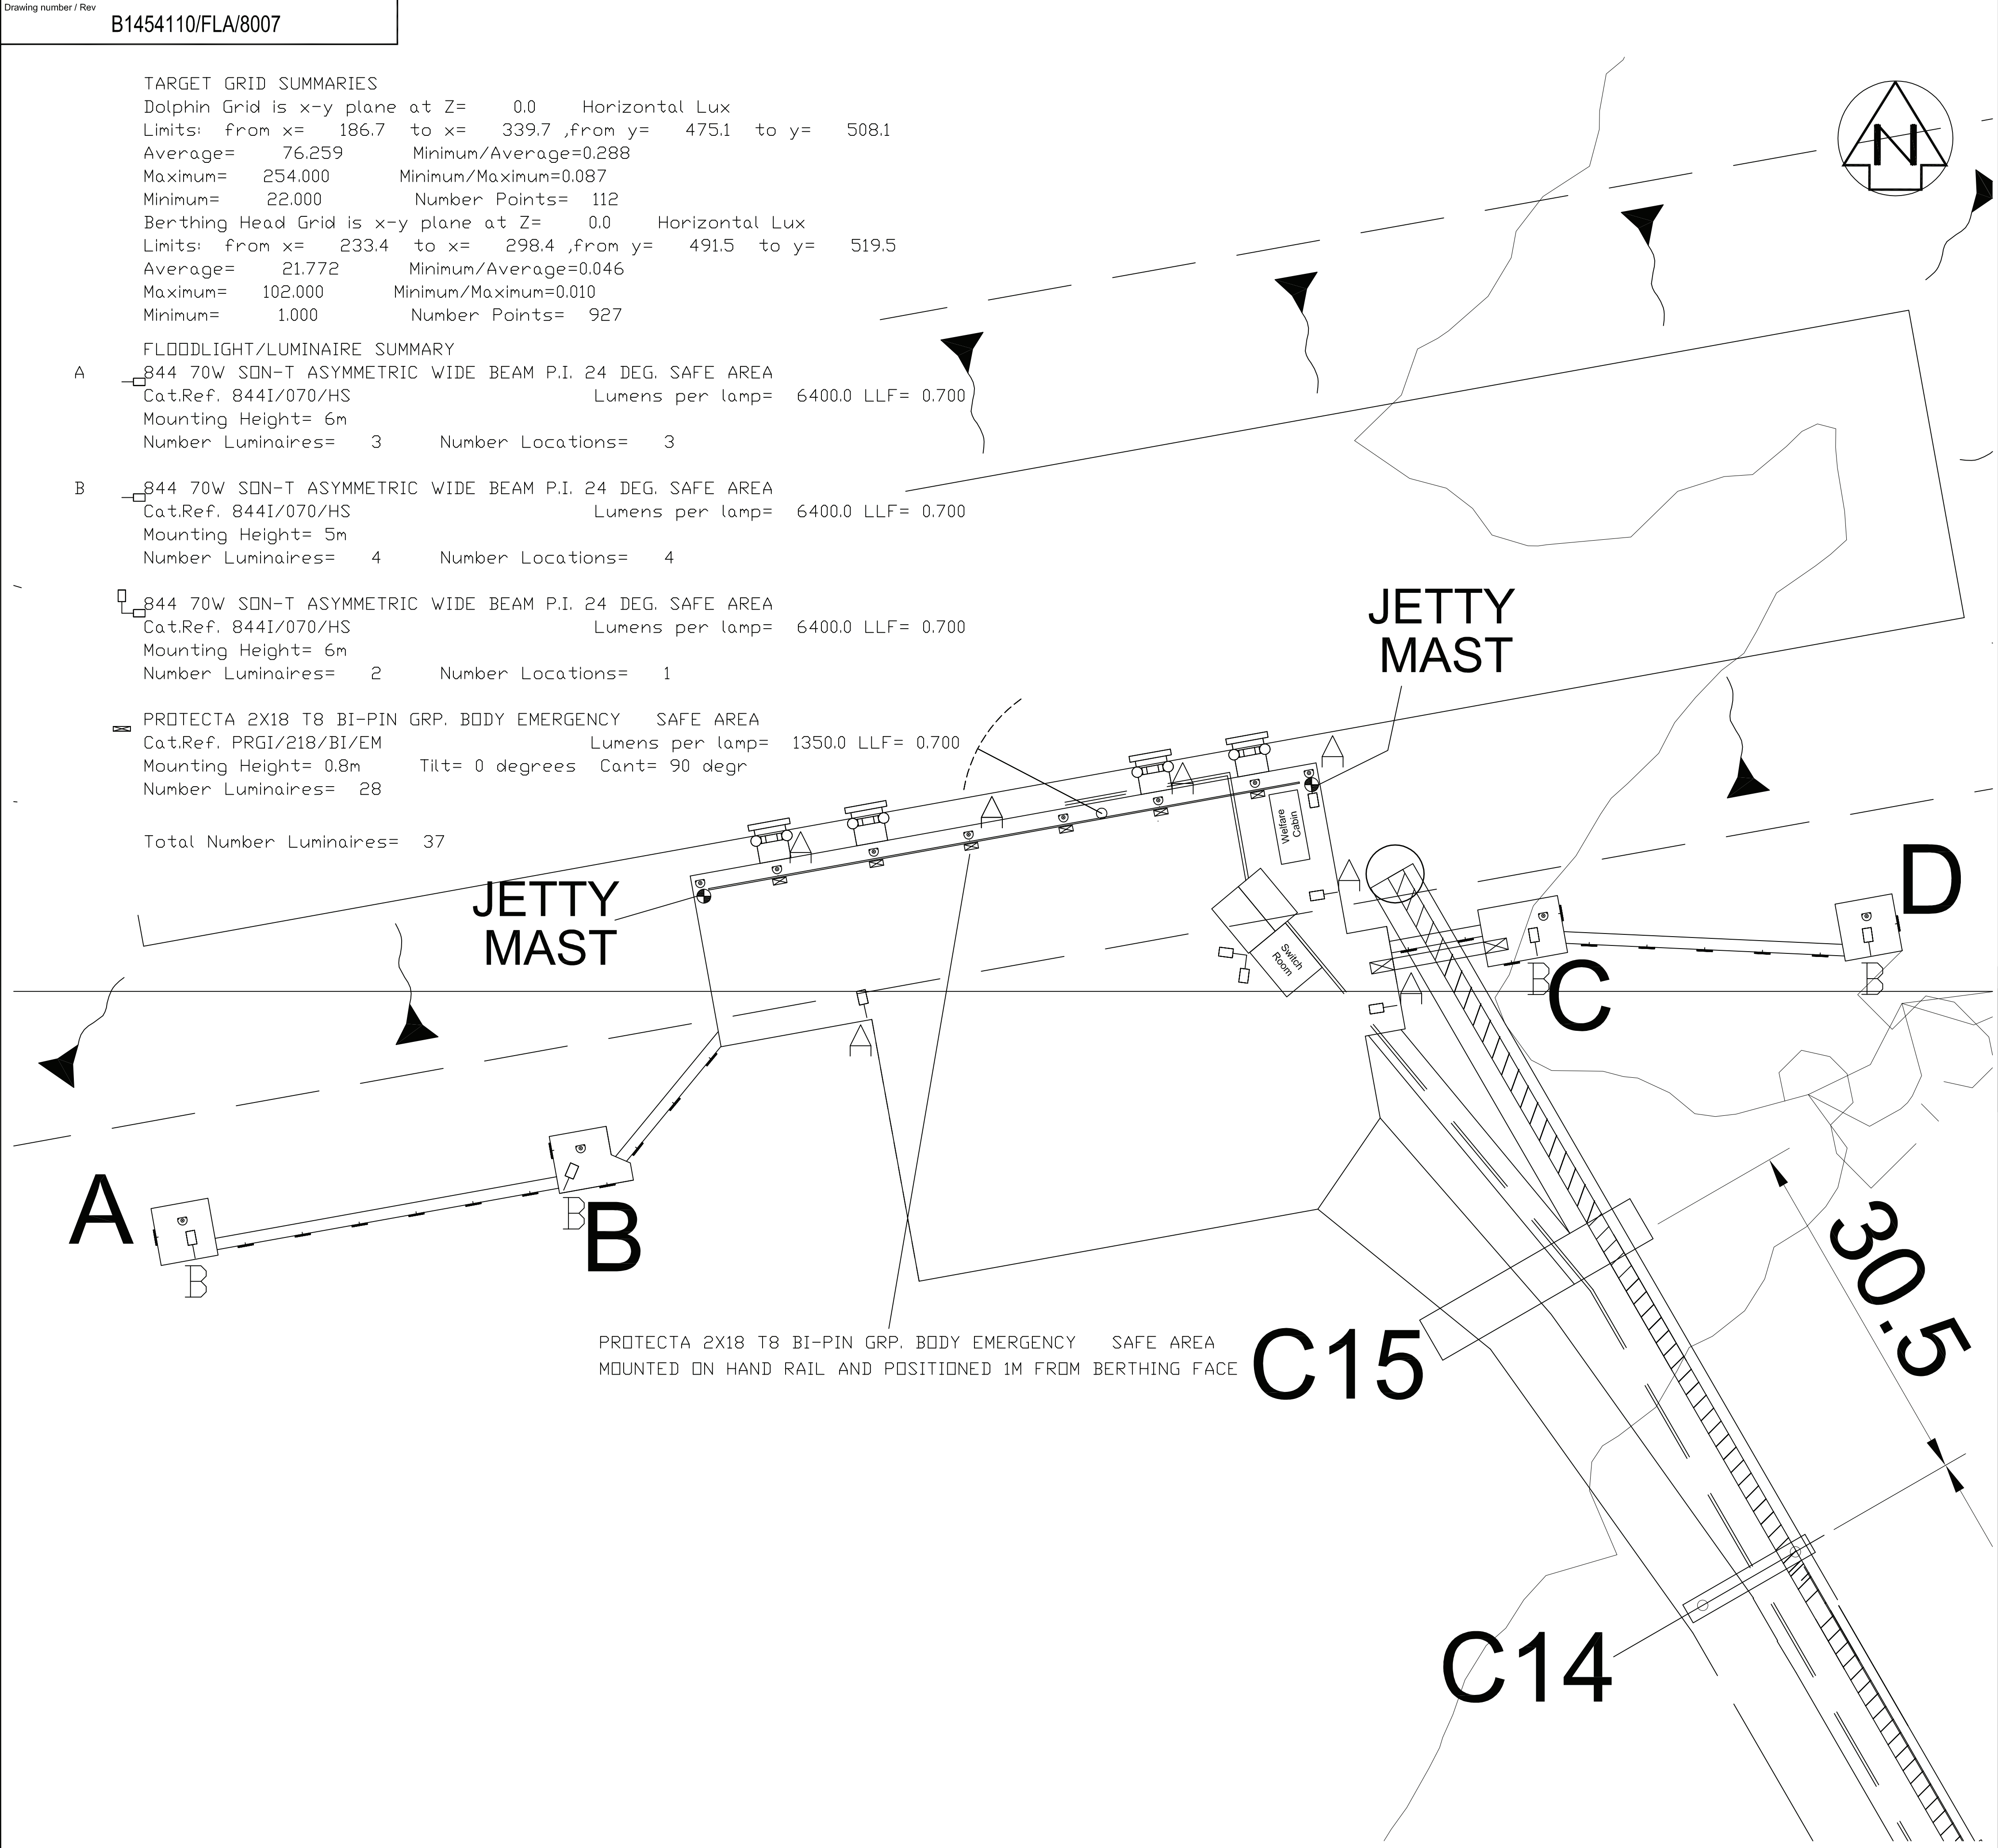 Drawing number / Rev
B1454110/FLA/8007
TARGET GRID SUMMARIES
Dolphin Grid is x-y plane at Z= 0.0 Horizontal Lux
Limits: from x= 186.7 to x= 339.7 ,from y= 475.1 to y= 508.1
Average= 76.259 Minimum/Average=0.288
Maximum= 254.000 Minimum/Maximum=0.087
Minimum= 22.000 Number Points= 112
Berthing Head Grid is x-y plane at Z= 0.0 Horizontal Lux
Limits: from x= 233.4 to x= 298.4 ,from y= 491.5 to y= 519.5
Average= 21.772 Minimum/Average=0.046
Maximum= 102.000 Minimum/Maximum=0.010
Minimum= 1.000 Number Points= 927
FLOODLIGHT/LUMINAIRE SUMMARY
A 844 70W SON-T ASYMMETRIC WIDE BEAM P.I. 24 DEG. SAFE AREA
Cat.Ref. 844I/070/HS Lumens per lamp= 6400.0 LLF= 0.700
Mounting Height= 6m
Number Luminaires= 3 Number Locations= 3
B 844 70W SON-T ASYMMETRIC WIDE BEAM P.I. 24 DEG. SAFE AREA
Cat.Ref. 844I/070/HS Lumens per lamp= 6400.0 LLF= 0.700
Mounting Height= 5m
Number Luminaires= 4 Number Locations= 4
844 70W SON-T ASYMMETRIC WIDE BEAM P.I. 24 DEG. SAFE AREA
Cat.Ref. 844I/070/HS Lumens per lamp= 6400.0 LLF= 0.700
Mounting Height= 6m
Number Luminaires= 2 Number Locations= 1
PROTECTA 2X18 T8 BI-PIN GRP. BODY EMERGENCY SAFE AREA
Cat.Ref. PRGI/218/BI/EM Lumens per lamp= 1350.0 LLF= 0.700
Mounting Height= 0.8m Tilt= 0 degrees Cant= 90 degr
Number Luminaires= 28
Total Number Luminaires= 37
N
JETTY
MAST
A
A
A
A
Welfare
Cabin
JETTY
MAST
A
D
Switch
Room
B
C
B
A
A
A
B
B
B
A
B
30.5
PROTECTA 2X18 T8 BI-PIN GRP. BODY EMERGENCY SAFE AREA
MOUNTED ON HAND RAIL AND POSITIONED 1M FROM BERTHING FACE
C15
C14